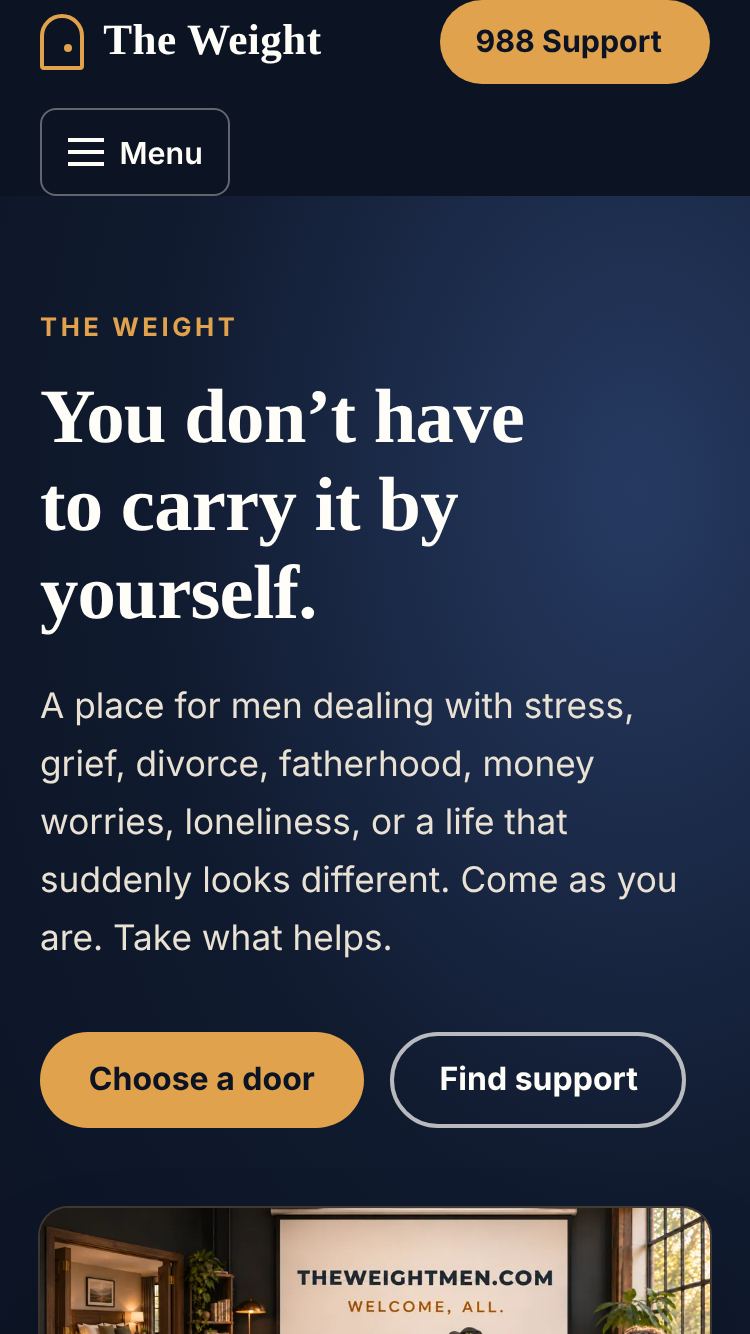 The Weight
988 Support
Menu
THE WEIGHT
You don’t have
to carry it by
yourself.
A place for men dealing with stress,
grief, divorce, fatherhood, money
worries, loneliness, or a life that
suddenly looks different. Come as you
are. Take what helps.
Choose a door
Find support
THEWEIGHTMEN.COM
WELCOME, ALL.